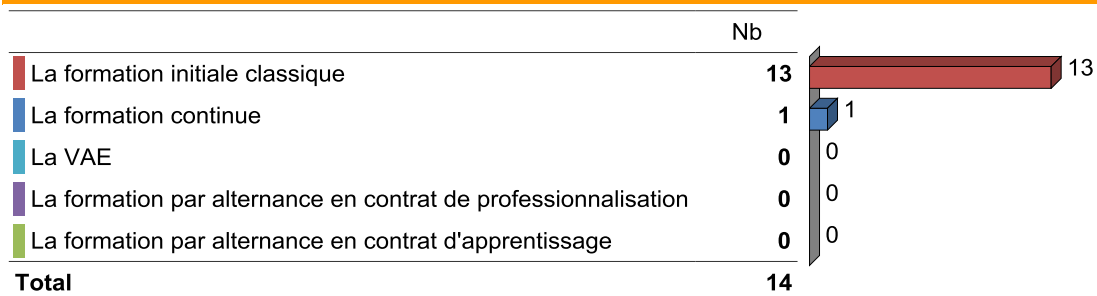 Nb
La formation initiale classique 13 13
La formation continue 1 1
La VAE 0 0
La formation par alternance en contrat de professionnalisation 0 0
La formation par alternance en contrat d'apprentissage 0 0
Total 14